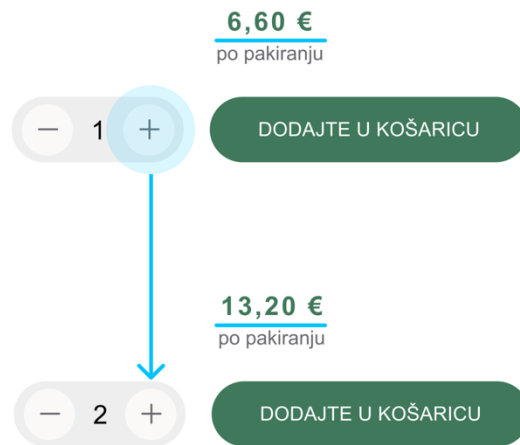 6,60 €
po pakiranju
− 1 + DODAJTE U KOŠARICU
13,20 €
po pakiranju
− 2 + DODAJTE U KOŠARICU